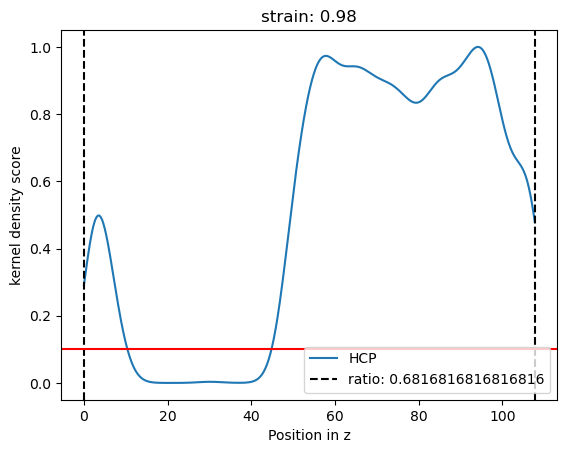 strain: 0.98
kernel density score
1.0
0.8
0.6
0.4
0.2
0.0
HCP
ratio: 0.6816816816816816
0 20 40 60 80 100
Position in z